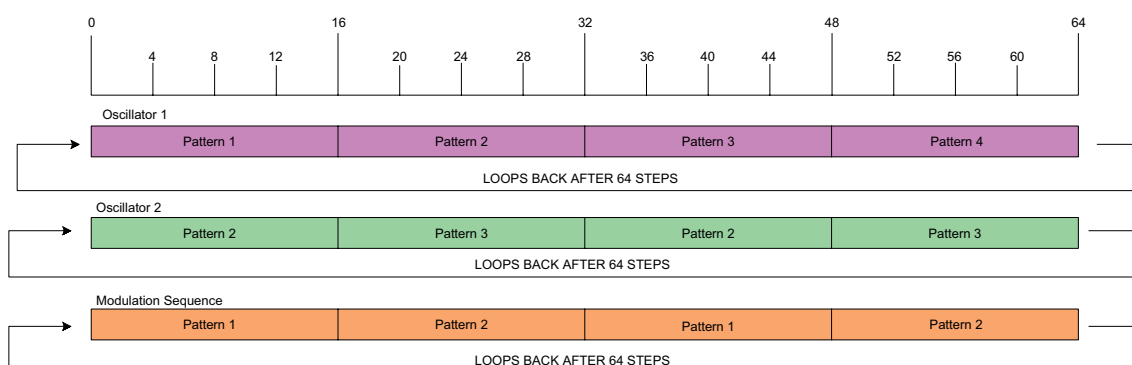 0 16 32 48 64
4 8 12 20 24 28 36 40 44 52 56 60
Oscillator 1
Pattern 1 Pattern 2 Pattern 3 Pattern 4
LOOPS BACK AFTER 64 STEPS
Oscillator 2
Pattern 2 Pattern 3 Pattern 2 Pattern 3
LOOPS BACK AFTER 64 STEPS
Modulation Sequence
Pattern 1 Pattern 2 Pattern 1 Pattern 2
LOOPS BACK AFTER 64 STEPS